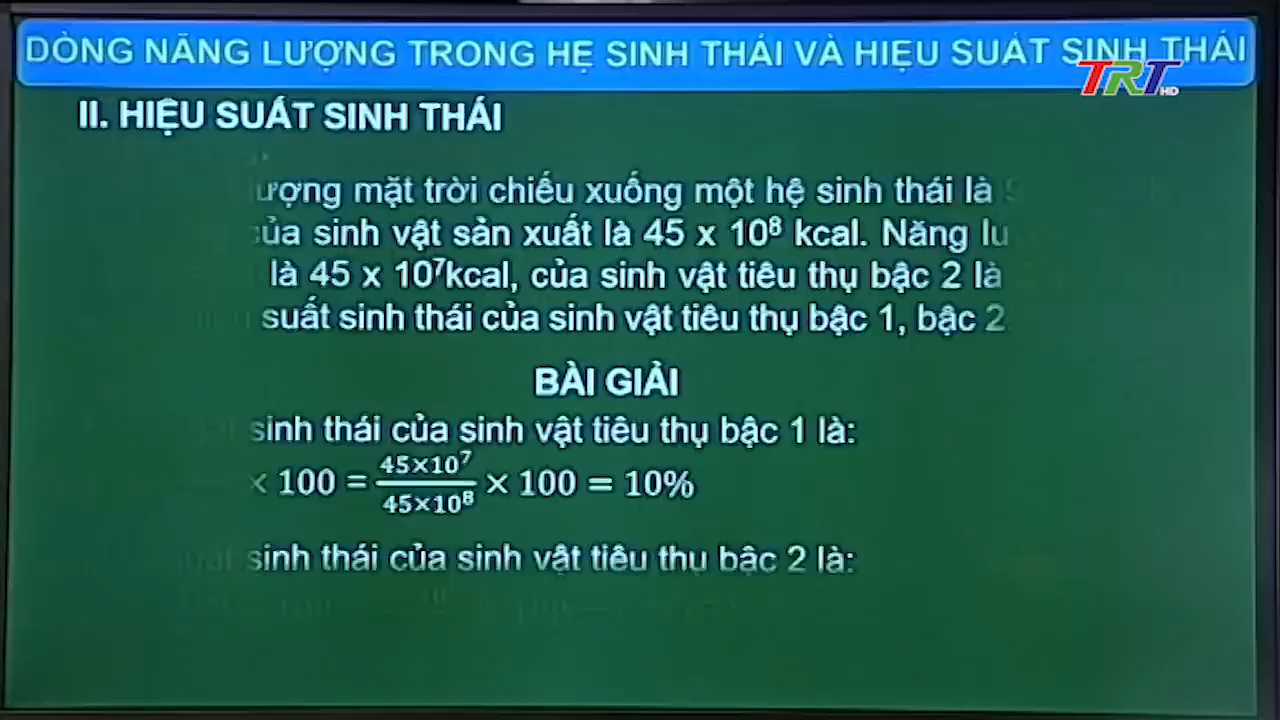 DÒNG NĂNG LƯỢNG TRONG HỆ SINH THÁI VÀ HIỆU SUẤT SINH THÁI
TRT HD
II. HIỆU SUẤT SINH THÁI
lượng mặt trời chiếu xuống một hệ sinh thái là
của sinh vật sản xuất là 45 x 10⁸ kcal. Năng
là 45 x 10⁷kcal, của sinh vật tiêu thụ bậc 2 là
suất sinh thái của sinh vật tiêu thụ bậc 1, bậc 2
BÀI GIẢI
sinh thái của sinh vật tiêu thụ bậc 1 là:
× 100 = 45×10⁷/45×10⁸ × 100 = 10%
sinh thái của sinh vật tiêu thụ bậc 2 là: